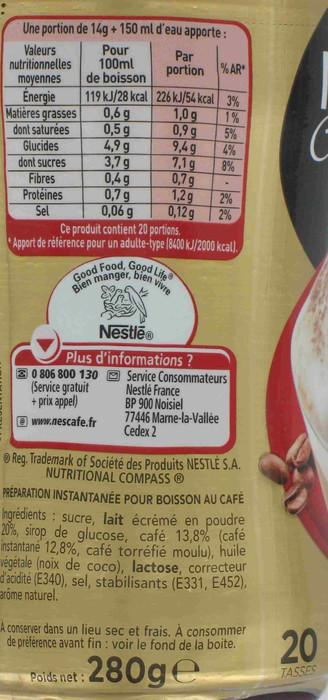 Une portion de 14g + 150 ml d'eau apporte :
Valeurs nutritionnelles moyennes Pour 100ml de boisson Par portion %AR*
Énergie 119 kJ/28 kcal 226 kJ/54 kcal 3%
Matières grasses 0,6 g 1,0 g 1%
dont saturées 0,5 g 0,9 g 5%
Glucides 4,9 g 9,4 g 4%
dont sucres 3,7 g 7,1 g 8%
Fibres 0,4 g 0,7 g -
Protéines 0,7 g 1,2 g 2%
Sel 0,06 g 0,12 g 2%
Ce produit contient 20 portions.
* Apport de référence pour un adulte-type (8400 kJ/2000 kcal).
Good Food, Good Life®
Bien manger, bien vivre
Nestlé®
Plus d'informations ?
0 806 800 130
(Service gratuit
+ prix appel)
www.nescafe.fr
Service Consommateurs
Nestlé France
BP 900 Noisiel
77446 Marne-la-Vallée
Cedex 2
® Reg. Trademark of Société des Produits NESTLÉ S.A.
NUTRITIONAL COMPASS ®
PRÉPARATION INSTANTANÉE POUR BOISSON AU CAFÉ
Ingrédients : sucre, lait écrémé en poudre
20%, sirop de glucose, café 13,8% (café
instantané 12,8%, café torréfié moulu), huile
végétale (noix de coco), lactose, correcteur
d'acidité (E340), sel, stabilisants (E331, E452),
arôme naturel.
A conserver dans un lieu sec et frais. À consommer
de préférence avant fin : voir le fond de la boîte.
Poids net : 280g e
20
TASSES